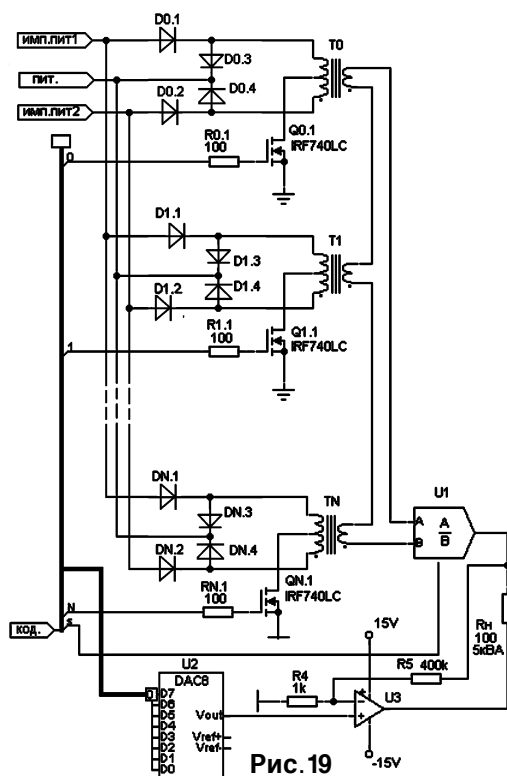 ИМП.ПИТ1
D0.1
D0.3
T0
ПИТ.
D0.2
D0.4
ИМП.ПИТ2
Q0.1
R0.1
100
IRF740LC
0
D1.1
T1
D1.3
D1.4
D1.2
Q1.1
R1.1
100
IRF740LC
1
DN.1
TN
U1
DN.3
A
A
B
DN.2
DN.4
B
QN.1
RN.1
100
IRF740LC
N
КОД.
S
15V
Rн
100
5кВА
U2
R5 400k
DAC8
R4
1k
U3
D7
D6
D5
Vout
D4
D3
Vref+
D2
Vref-
D1
D0
-15V
Рис.19